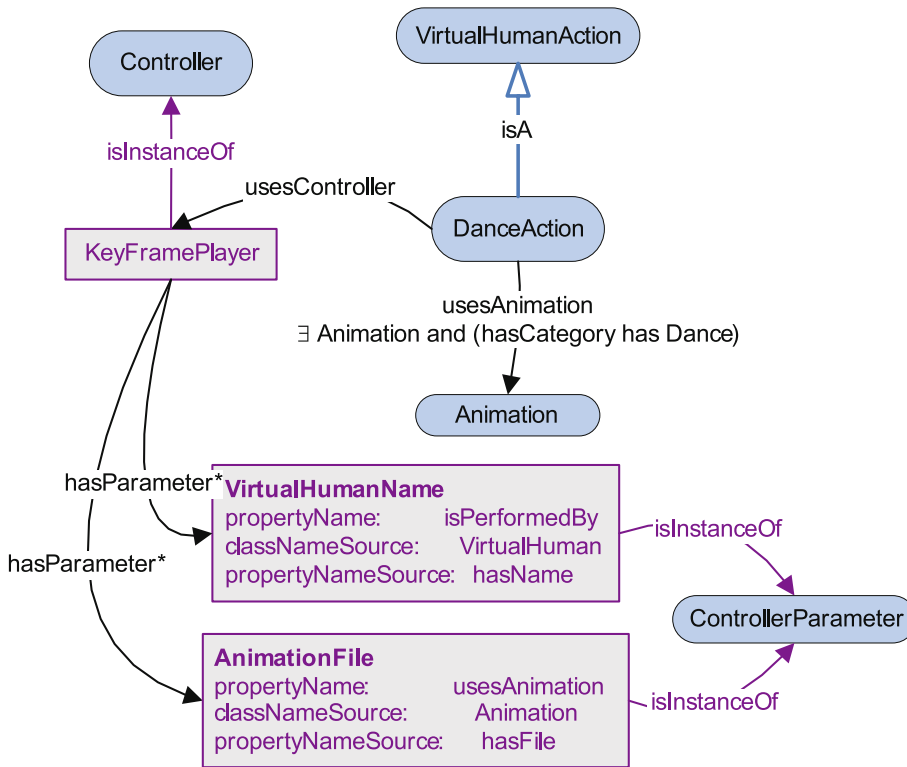 VirtualHumanAction
Controller
isA
isInstanceOf
usesController
DanceAction
KeyFramePlayer
usesAnimation
∃ Animation and (hasCategory has Dance)
Animation
hasParameter*
VirtualHumanName
propertyName: isPerformedBy
classNameSource: VirtualHuman
propertyNameSource: hasName
isInstanceOf
hasParameter*
ControllerParameter
AnimationFile
propertyName: usesAnimation
classNameSource: Animation
propertyNameSource: hasFile
isInstanceOf